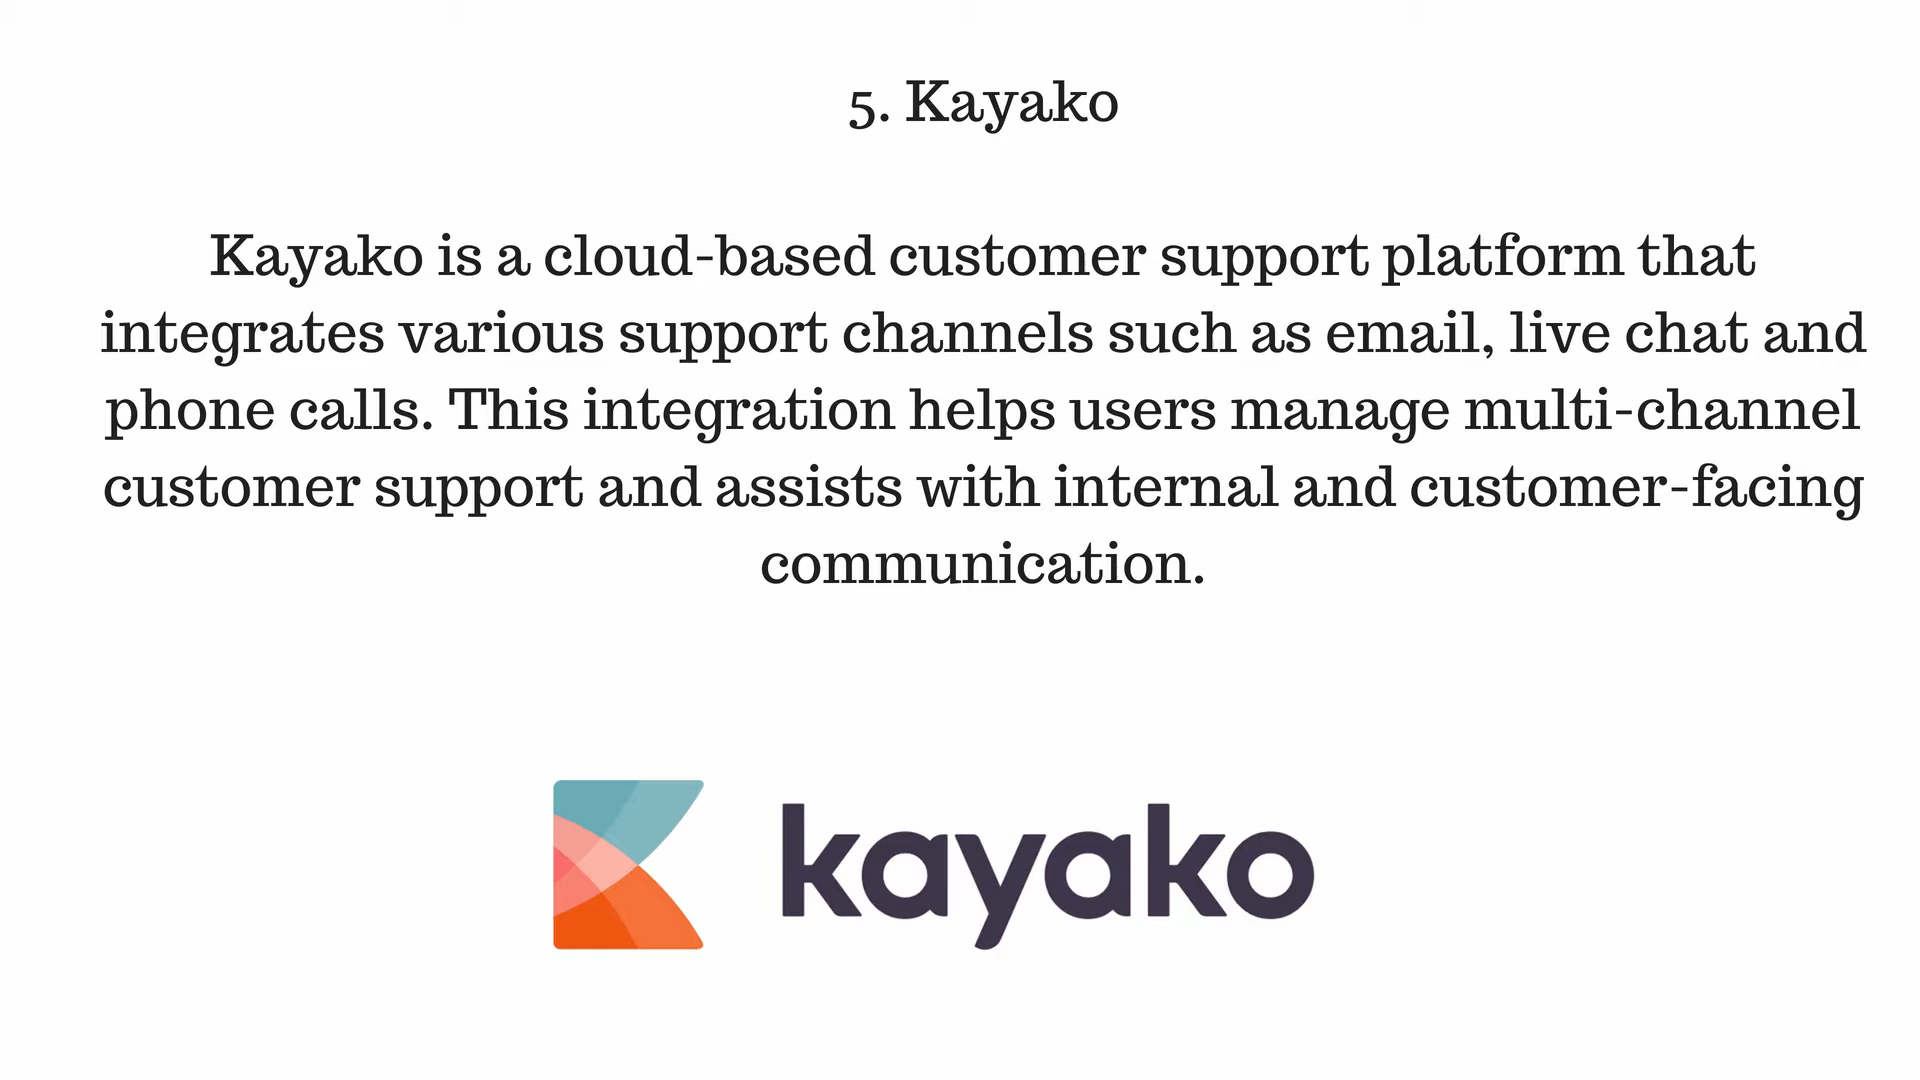 5. Kayako
Kayako is a cloud-based customer support platform that
integrates various support channels such as email, live chat and
phone calls. This integration helps users manage multi-channel
customer support and assists with internal and customer-facing
communication.
kayako